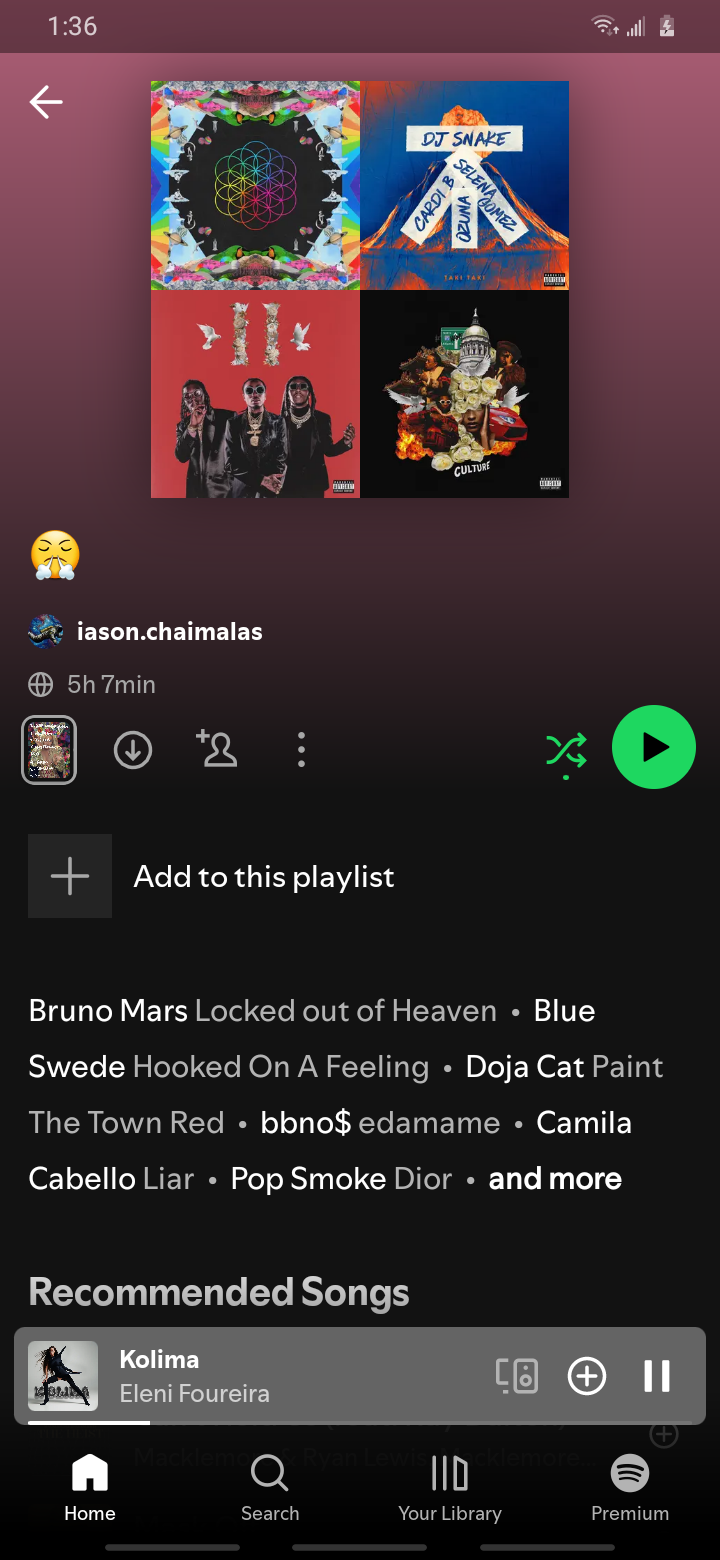 1:36
DJ SNAKE
SELENA GOMEZ
CARDI B
OZUNA
TAKI TAKI
CULTURE
iason.chaimalas
5h 7min
Add to this playlist
Bruno Mars Locked out of Heaven • Blue
Swede Hooked On A Feeling • Doja Cat Paint
The Town Red • bbno$ edamame • Camila
Cabello Liar • Pop Smoke Dior • and more
Recommended Songs
KOLIMA
Kolima
Eleni Foureira
Macklemore & Ryan Lewis, Macklemore...
Home
Search
Your Library
Premium